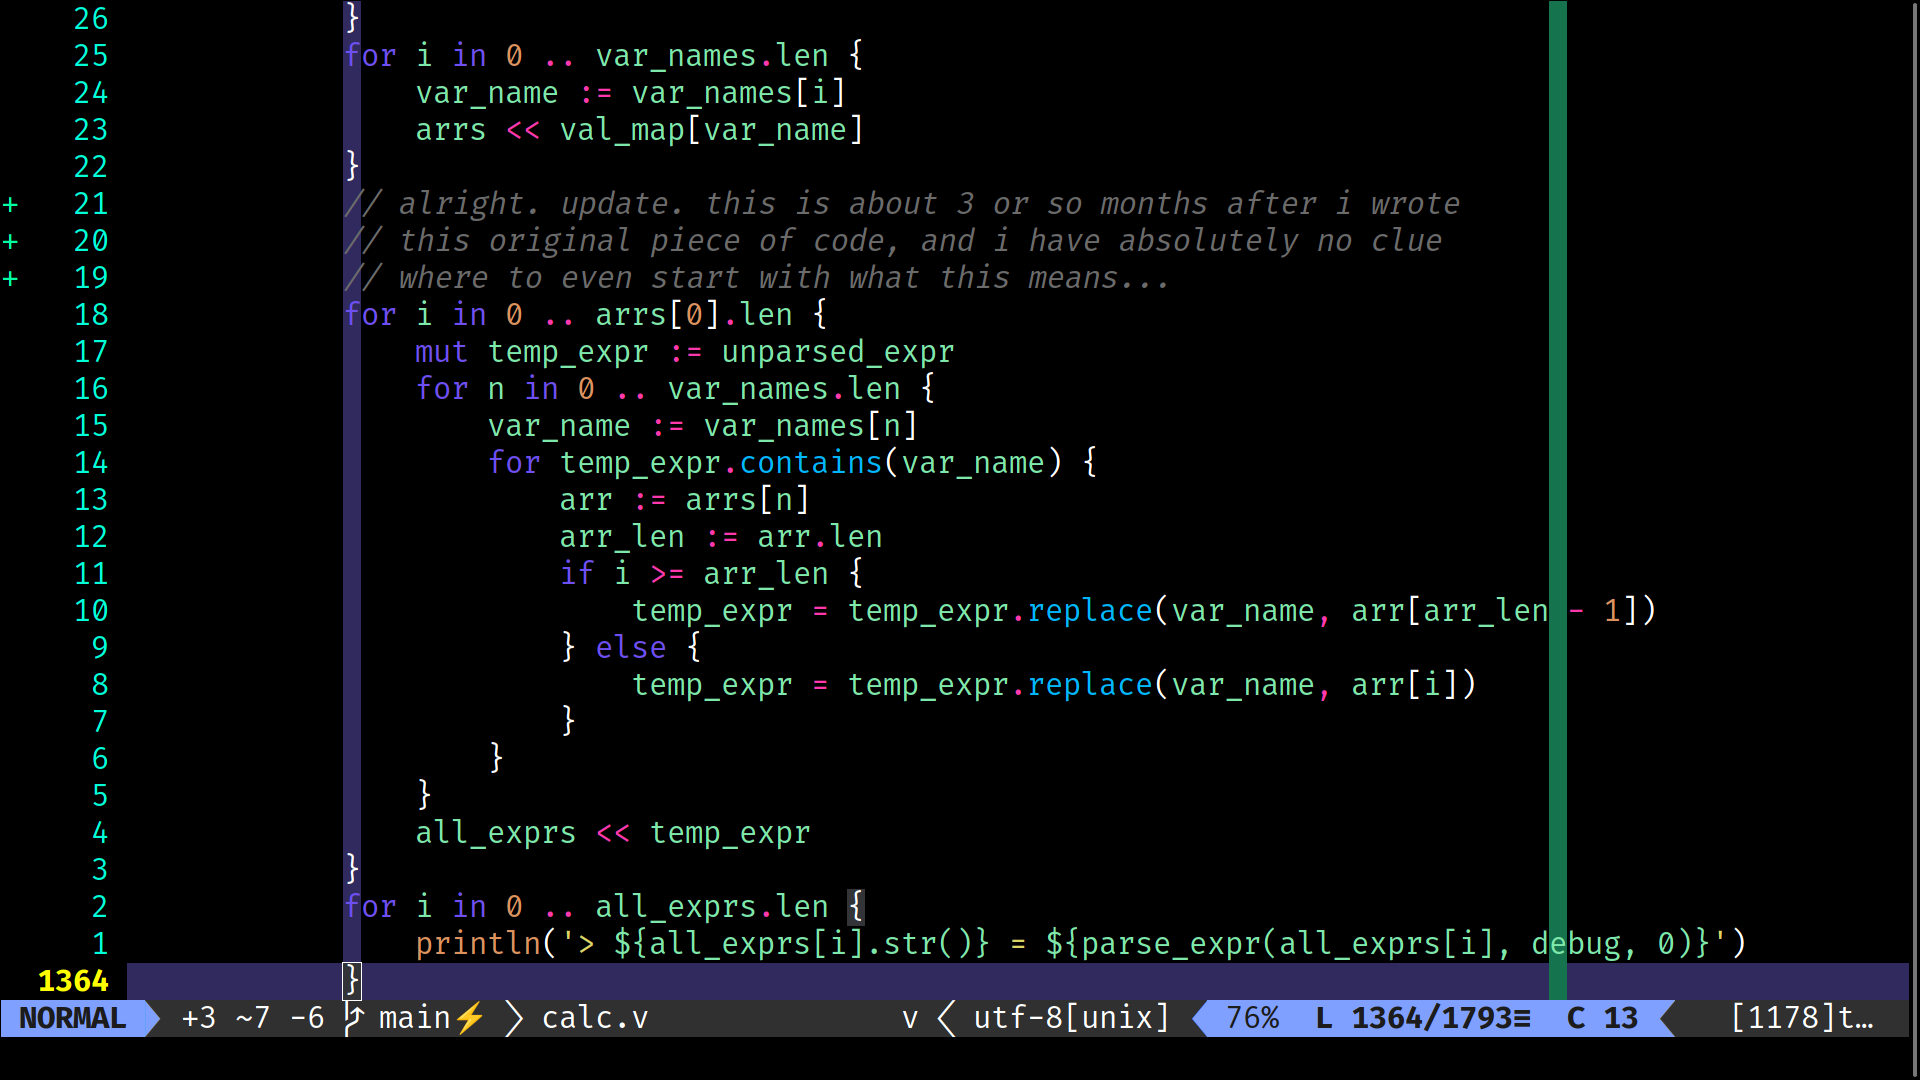 26 }
25 for i in 0 .. var_names.len {
24 var_name := var_names[i]
23 arrs << val_map[var_name]
22 }
+ 21 // alright. update. this is about 3 or so months after i wrote
+ 20 // this original piece of code, and i have absolutely no clue
+ 19 // where to even start with what this means...
18 for i in 0 .. arrs[0].len {
17 mut temp_expr := unparsed_expr
16 for n in 0 .. var_names.len {
15 var_name := var_names[n]
14 for temp_expr.contains(var_name) {
13 arr := arrs[n]
12 arr_len := arr.len
11 if i >= arr_len {
10 temp_expr = temp_expr.replace(var_name, arr[arr_len - 1])
9 } else {
8 temp_expr = temp_expr.replace(var_name, arr[i])
7 }
6 }
5 }
4 all_exprs << temp_expr
3 }
2 for i in 0 .. all_exprs.len {
1 println('> ${all_exprs[i].str()} = ${parse_expr(all_exprs[i], debug, 0)}')
1364 }
NORMAL +3 ~7 -6 main⚡ calc.v v utf-8[unix] 76% L 1364/1793≡ C 13 [1178]t…